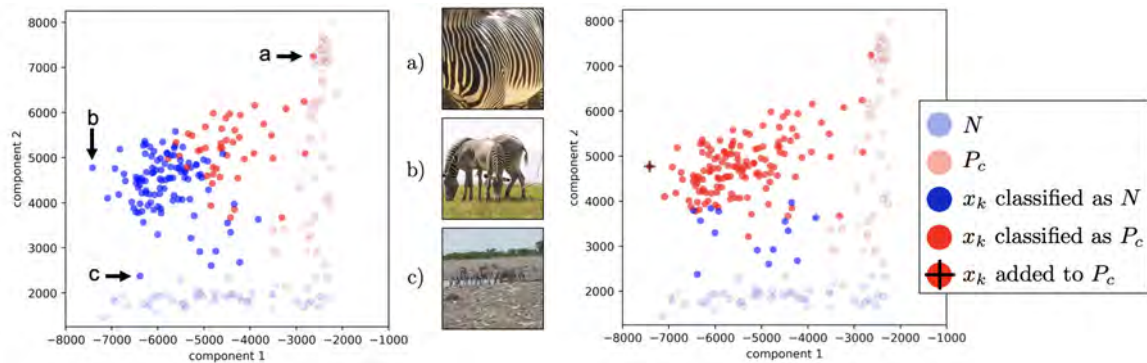 8000
7000
6000
5000
4000
3000
2000
component 2
−8000 −7000 −6000 −5000 −4000 −3000 −2000 −1000
component 1
a
b
c
a)
b)
c)
8000
7000
6000
5000
4000
3000
2000
component 2
−8000 −7000 −6000 −5000 −4000 −3000 −2000 −1000
component 1
N
P_c
x_k classified as N
x_k classified as P_c
x_k added to P_c